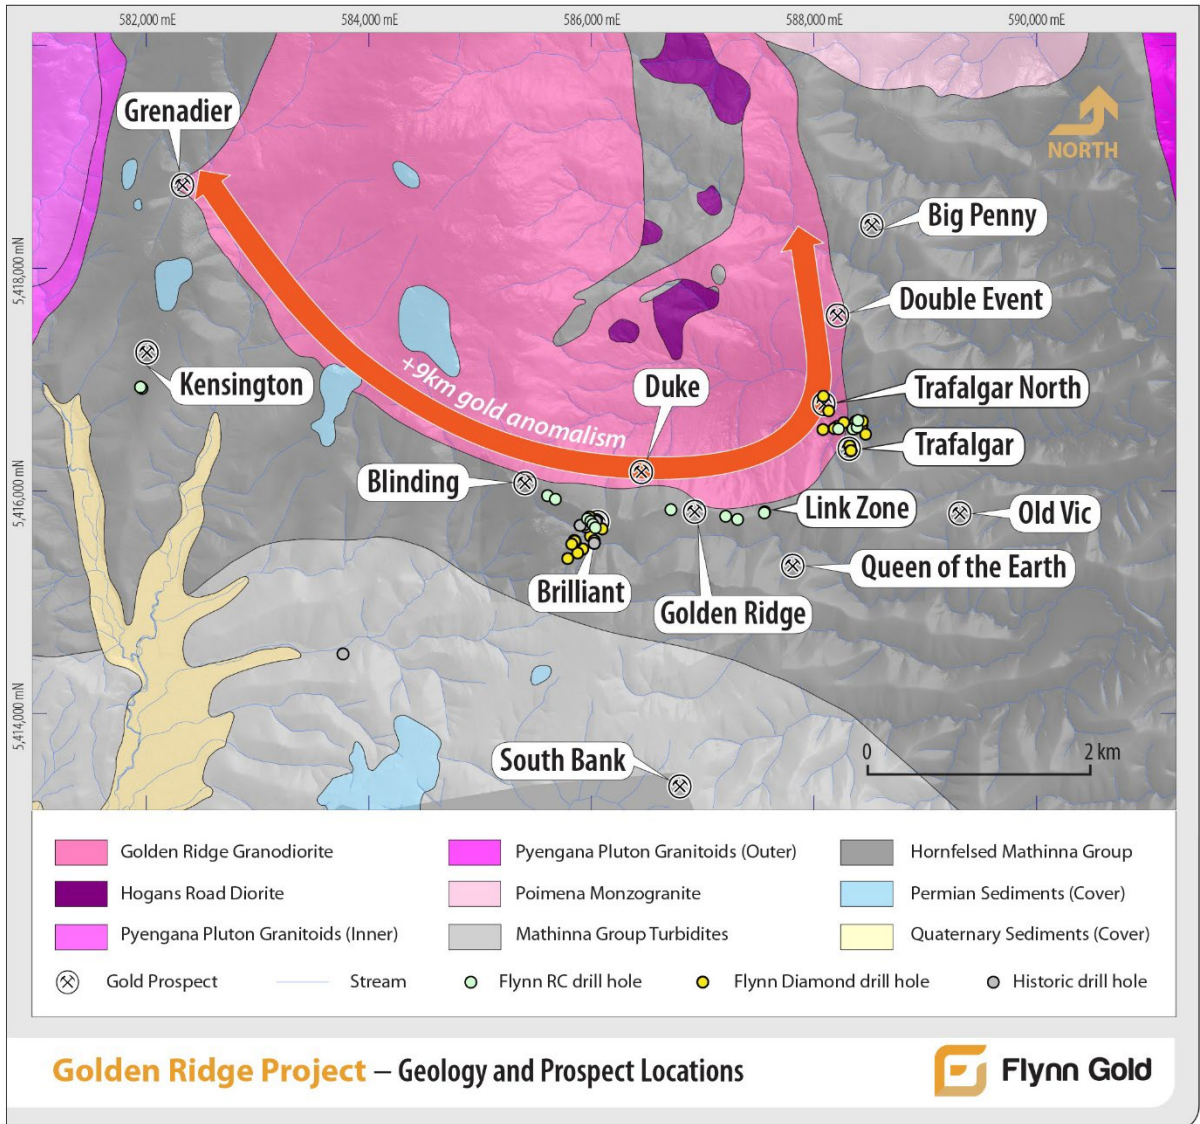 582,000 mE
584,000 mE
586,000 mE
588,000 mE
590,000 mE
Grenadier
NORTH
Big Penny
5,418,000 mN
Double Event
Kensington
+9km gold anomalism
Duke
Trafalgar North
Trafalgar
Blinding
5,416,000 mN
Link Zone
Old Vic
Queen of the Earth
Brilliant
Golden Ridge
5,414,000 mN
South Bank
0 2 km
Golden Ridge Granodiorite
Pyengana Pluton Granitoids (Outer)
Hornfelsed Mathinna Group
Hogans Road Diorite
Poimena Monzogranite
Permian Sediments (Cover)
Pyengana Pluton Granitoids (Inner)
Mathinna Group Turbidites
Quaternary Sediments (Cover)
Gold Prospect
Stream
Flynn RC drill hole
Flynn Diamond drill hole
Historic drill hole
Golden Ridge Project – Geology and Prospect Locations
Flynn Gold